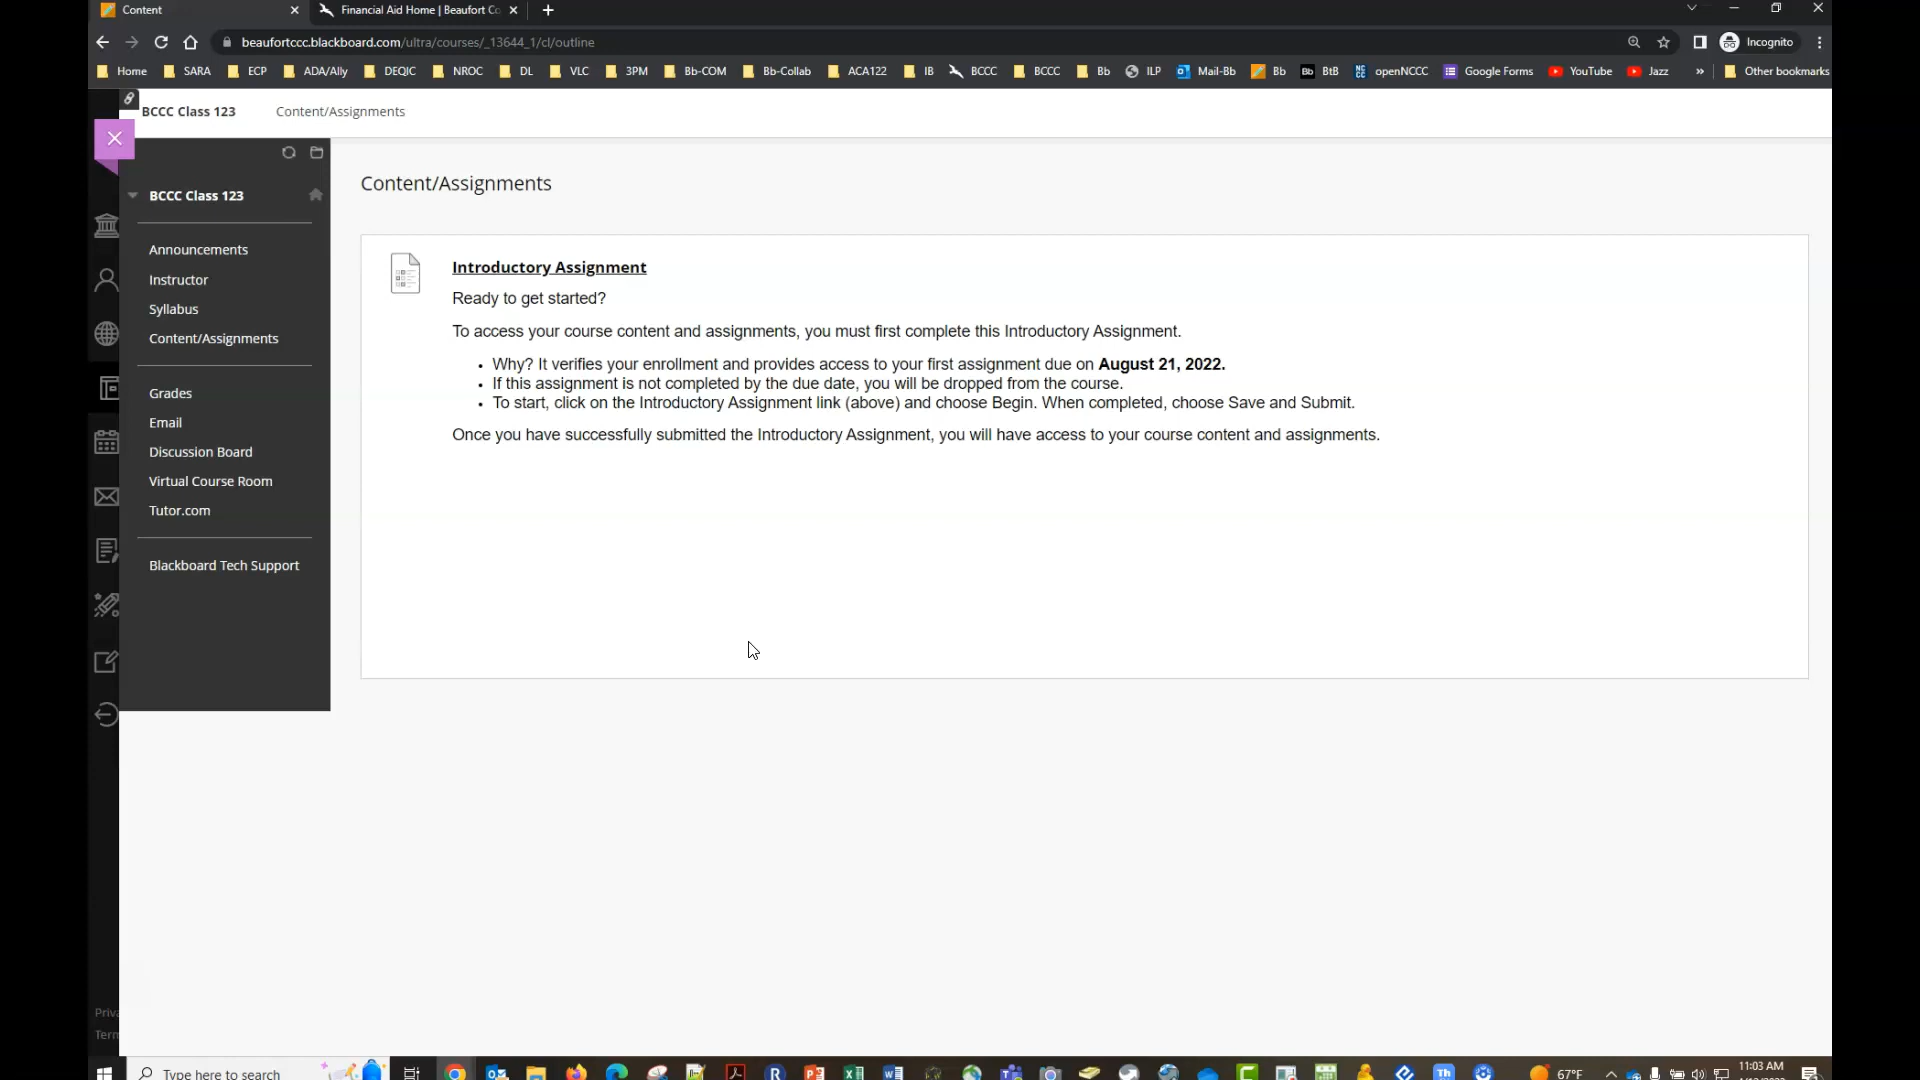 Content
Financial Aid Home | Beaufort Co
beaufortccc.blackboard.com/ultra/courses/_13644_1/cl/outline
Incognito
Home SARA ECP ADA/Ally DEQIC NROC DL VLC 3PM Bb-COM Bb-Collab ACA122 IB BCCC BCCC Bb ILP Mail-Bb Bb BtB openNCCC Google Forms YouTube Jazz » Other bookmarks
BCCC Class 123 Content/Assignments
BCCC Class 123
Announcements
Instructor
Syllabus
Content/Assignments
Grades
Email
Discussion Board
Virtual Course Room
Tutor.com
Blackboard Tech Support
Content/Assignments
Introductory Assignment
Ready to get started?
To access your course content and assignments, you must first complete this Introductory Assignment.
• Why? It verifies your enrollment and provides access to your first assignment due on August 21, 2022.
• If this assignment is not completed by the due date, you will be dropped from the course.
• To start, click on the Introductory Assignment link (above) and choose Begin. When completed, choose Save and Submit.
Once you have successfully submitted the Introductory Assignment, you will have access to your course content and assignments.
Priva
Term
Type here to search
67°F
11:03 AM